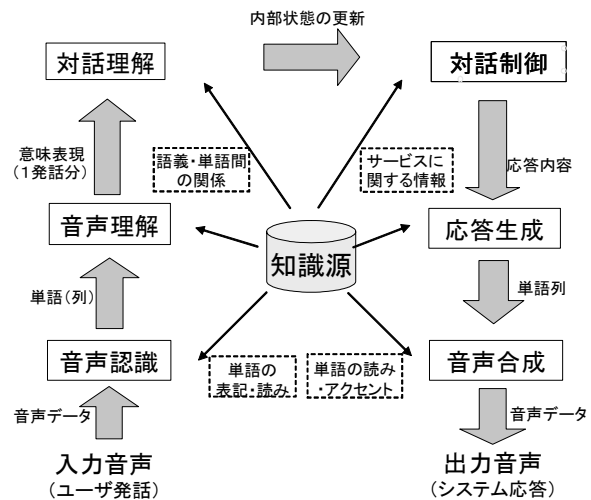 内部状態の更新
対話理解
対話制御
意味表現
(1発話分)
語義・単語間
の関係
サービスに
関する情報
応答内容
音声理解
知識源
応答生成
単語(列)
単語列
音声認識
単語の
表記・読み
単語の読み
・アクセント
音声合成
音声データ
音声データ
入力音声
(ユーザ発話)
出力音声
(システム応答)